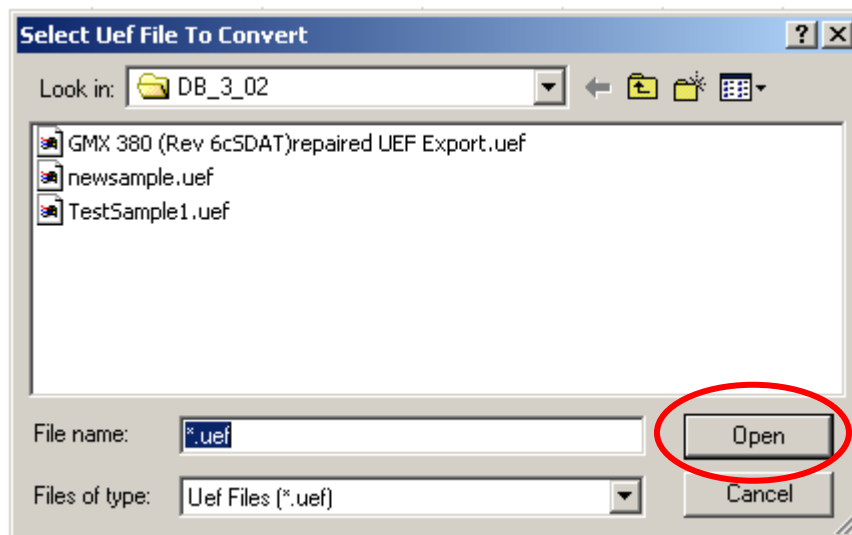 Select Uef File To Convert
Look in: DB_3_02
GMX 380 (Rev 6cSDAT)repaired UEF Export.uef
newsample.uef
TestSample1.uef
File name: *.uef Open
Files of type: Uef Files (*.uef) Cancel